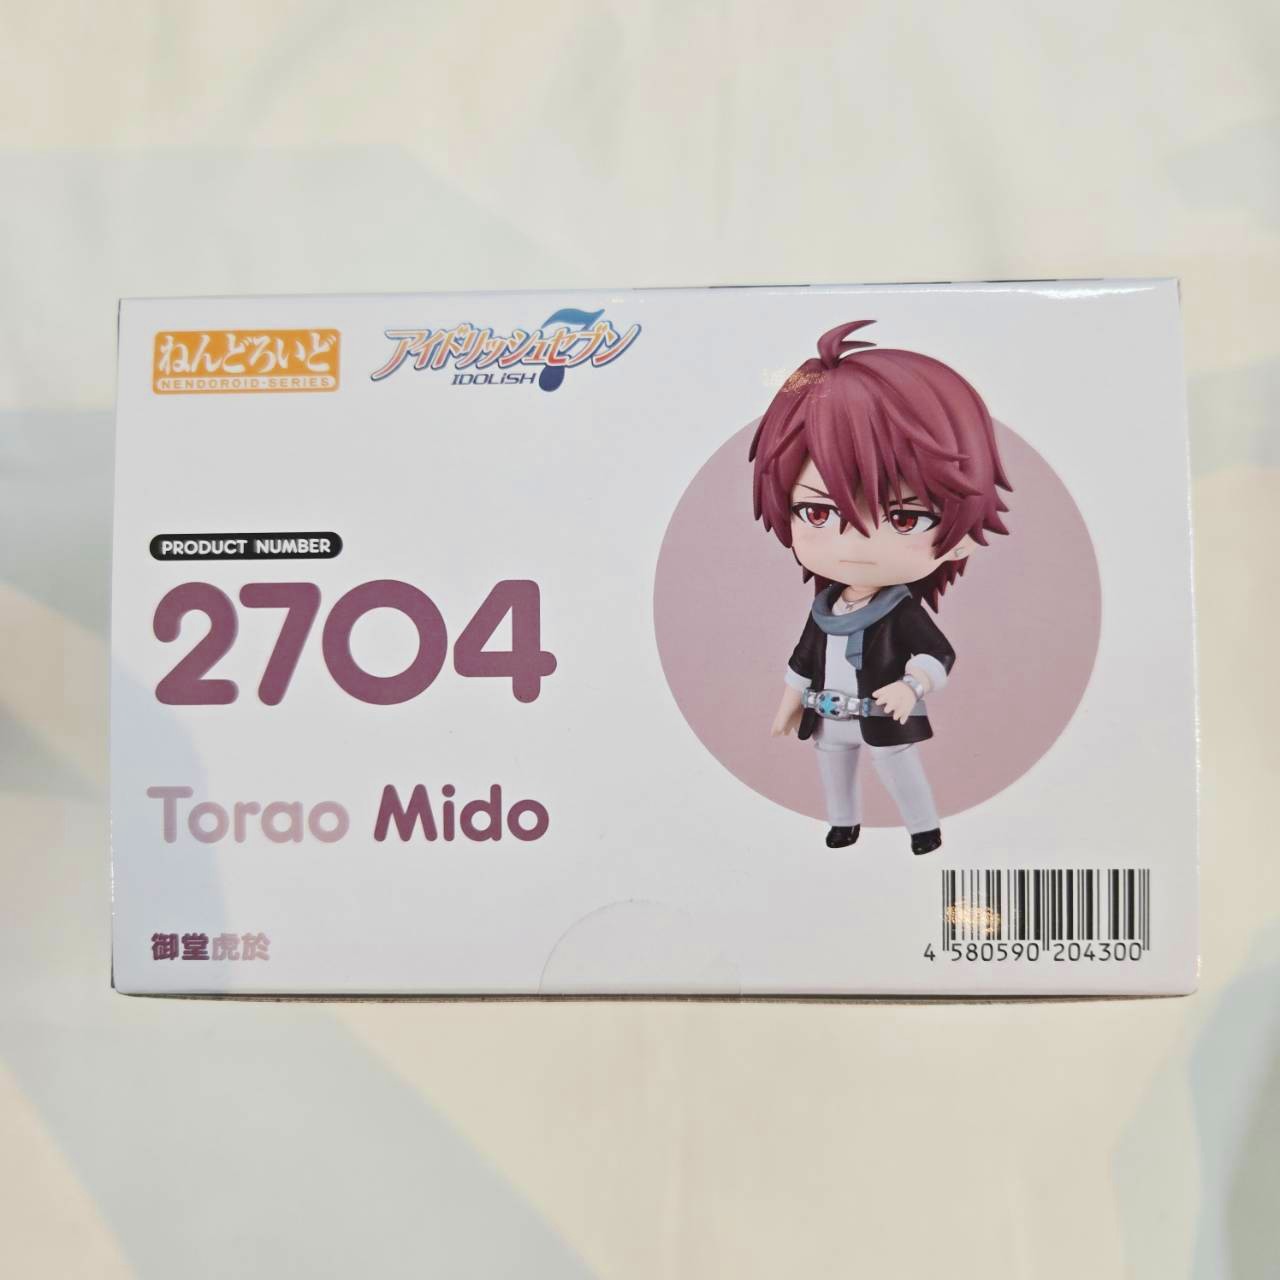 ねんどろいど
NENDOROID-SERIES
アイドリッシュセブン
IDOLiSH7
PRODUCT NUMBER
2704
Torao Mido
御堂虎於
4 580590 204300